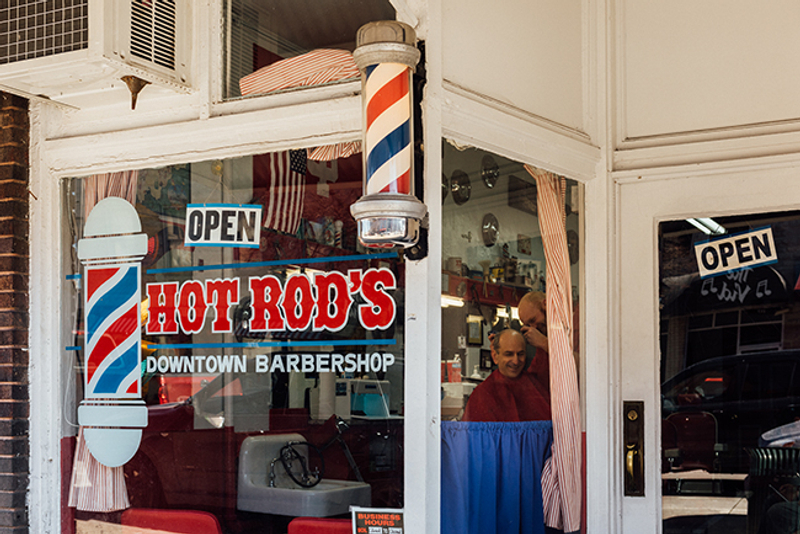 OPEN
HOT ROD'S
DOWNTOWN BARBERSHOP
OPEN
BUSINESS
HOURS